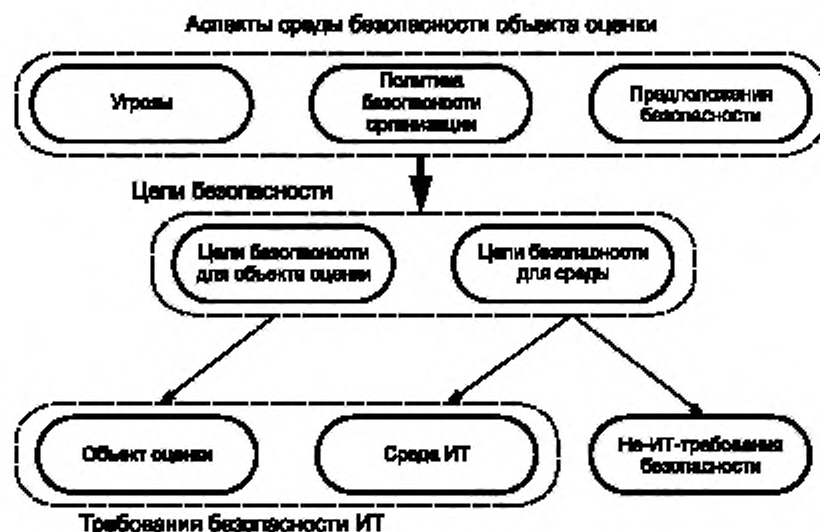 Аспекты среды безопасности объекта оценки
Угрозы
Политика
безопасности
организации
Предположения
безопасности
Цели безопасности
Цели безопасности
для объекта оценки
Цели безопасности
для среды
Объект оценки
Среда ИТ
Не-ИТ-требования
безопасности
Требования безопасности ИТ